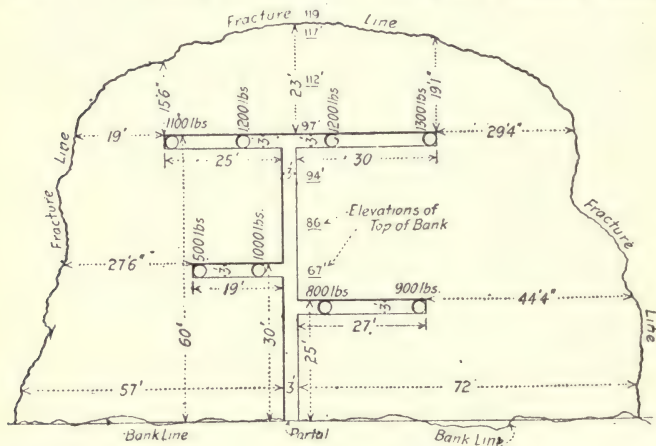 Fracture
119
Line
117
112'
23'
15'6"
19'1"
1100 lbs
1200 lbs
1200 lbs
1300 lbs
97'
19'
3'
3'
29'4"
25'
30
3'
94'
Fracture Line
86
Elevations of
Top of Bank
67'
27'6"
500 lbs
1000 lbs.
3'
19'
800 lbs
900 lbs.
3'
44'4"
Fracture Line
27'
60'
30'
25'
57'
3'
72
Bank Line
Portal
Bank Line